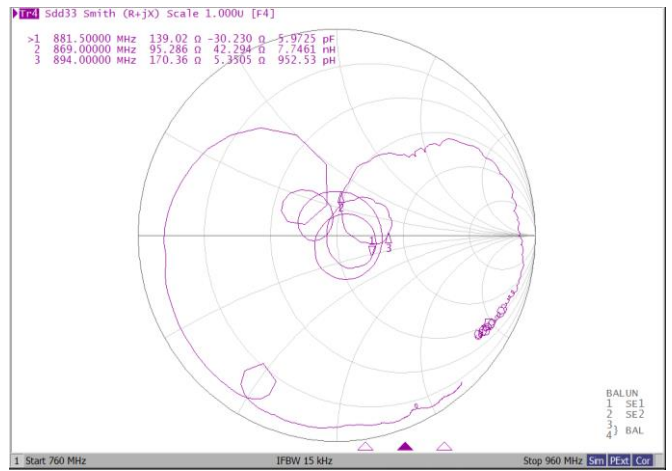 Tr4 Sdd33 Smith (R+jX) Scale 1.000U [F4]
>1 881.50000 MHz 139.02 Ω -30.230 Ω 5.9725 pF
2 869.00000 MHz 95.286 Ω 42.294 Ω 7.7461 nH
3 894.00000 MHz 170.36 Ω 5.3505 Ω 952.53 pH
2
1
3
BALUN
1 SE1
2 SE2
3
4} BAL
1 Start 760 MHz IFBW 15 kHz Stop 960 MHz Sim PExt Cor